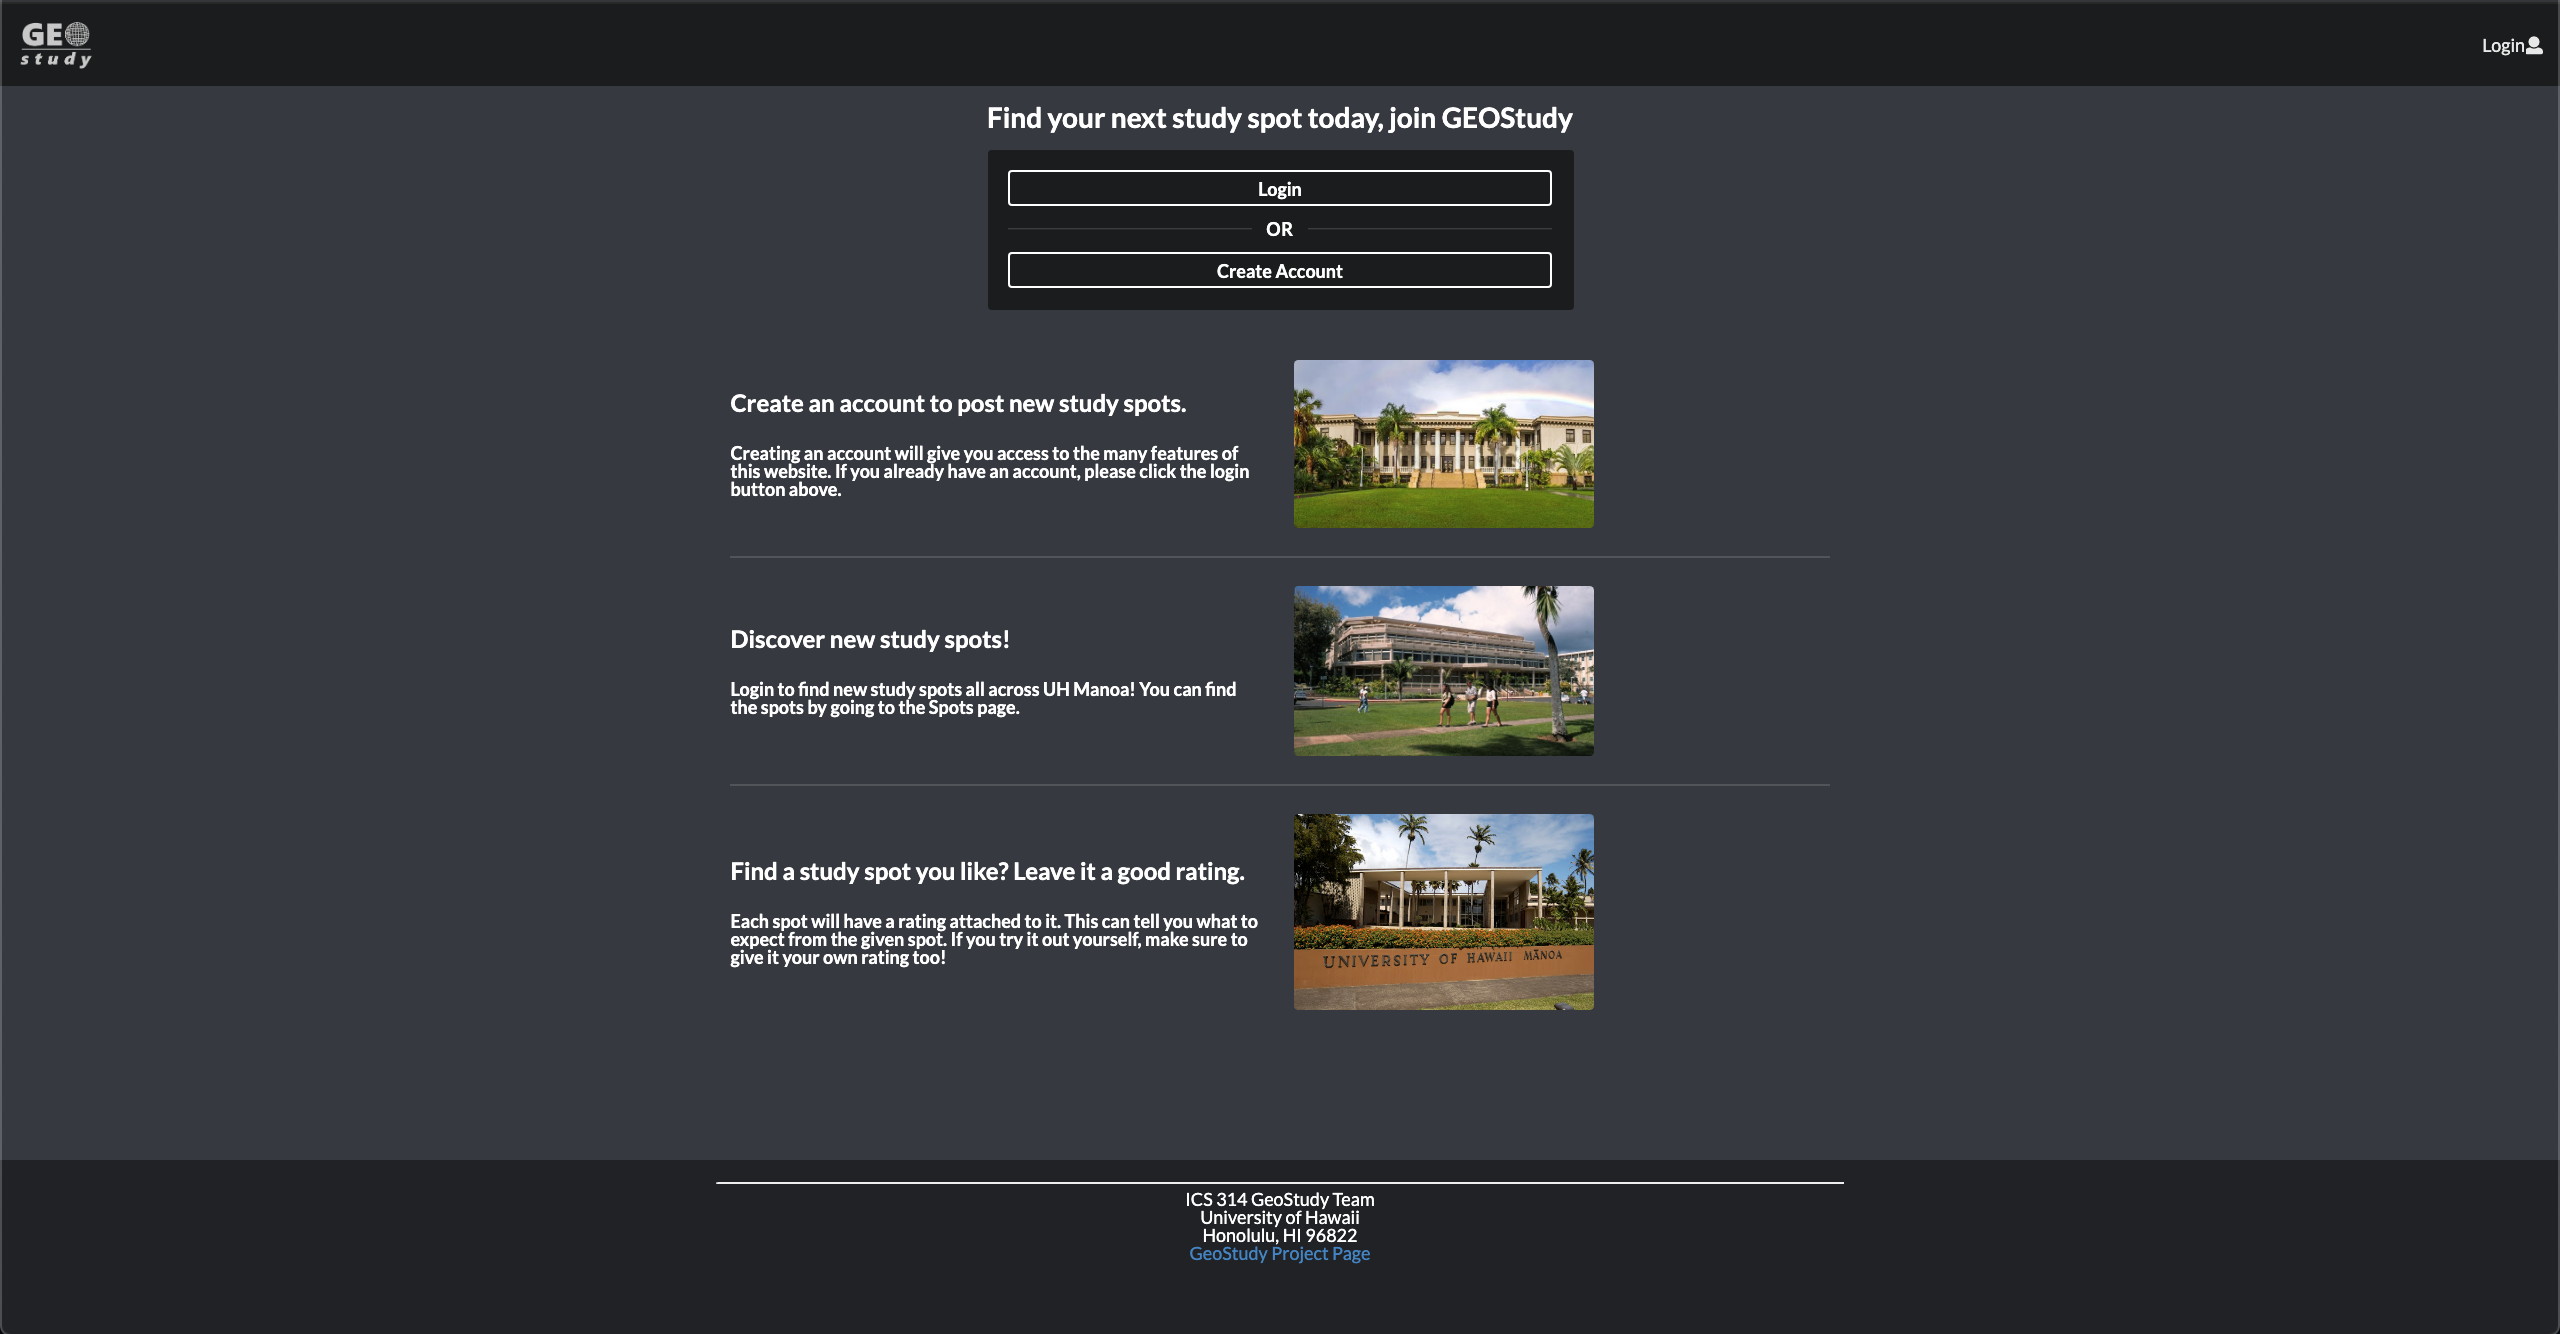 GEO
study
Login
Find your next study spot today, join GEOStudy
Login
OR
Create Account
Create an account to post new study spots.
Creating an account will give you access to the many features of
this website. If you already have an account, please click the login
button above.
Discover new study spots!
Login to find new study spots all across UH Manoa! You can find
the spots by going to the Spots page.
Find a study spot you like? Leave it a good rating.
Each spot will have a rating attached to it. This can tell you what to
expect from the given spot. If you try it out yourself, make sure to
give it your own rating too!
UNIVERSITY OF HAWAII MĀNOA
ICS 314 GeoStudy Team
University of Hawaii
Honolulu, HI 96822
GeoStudy Project Page